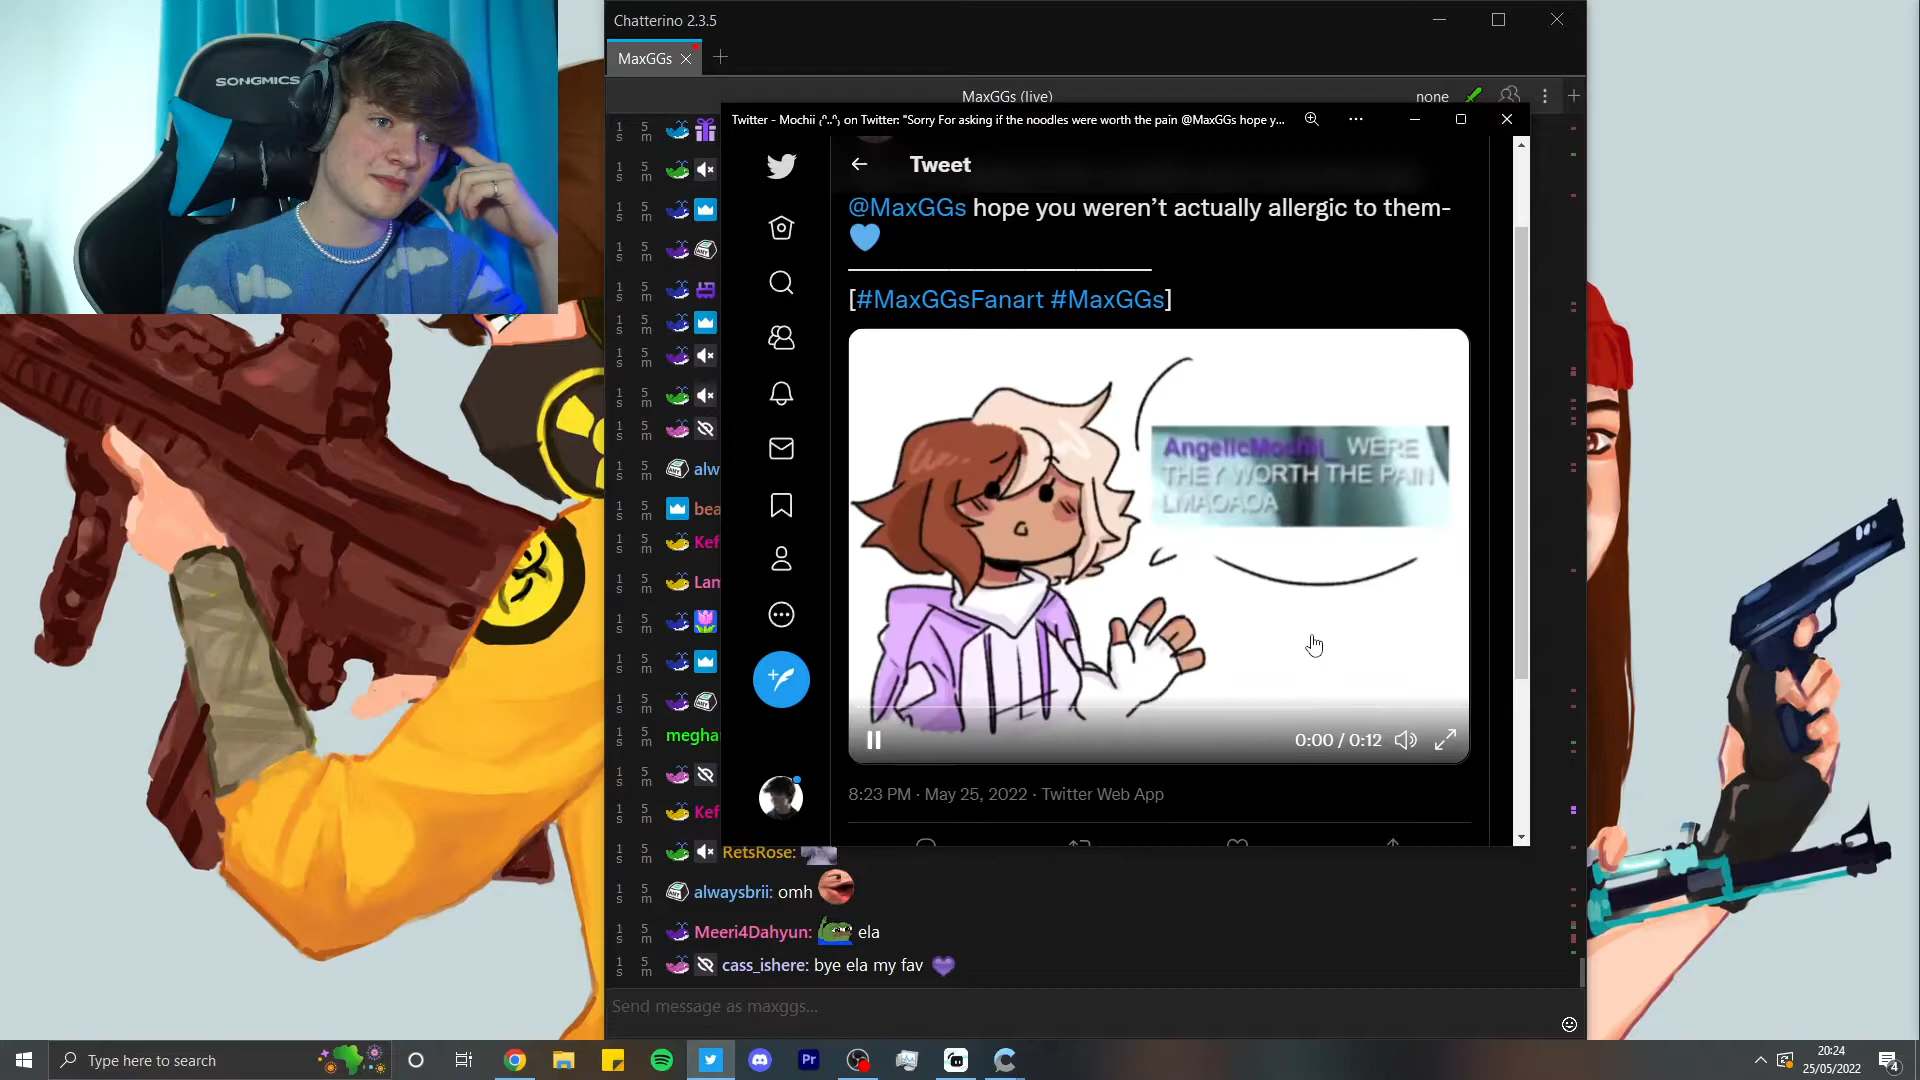 SONGMICS
Chatterino 2.3.5
MaxGGs
MaxGGs (live)
none
Twitter - Mochii ₍ᐢ..ᐢ₎ on Twitter: "Sorry For asking if the noodles were worth the pain @MaxGGs hope y...
Tweet
@MaxGGs hope you weren't actually allergic to them-
💙
[#MaxGGsFanart #MaxGGs]
AngelicMochii_ WERE
THEY WORTH THE PAIN
LMAOAOA
0:00 / 0:12
8:23 PM · May 25, 2022 · Twitter Web App
alw
bea
Kef
Lam
megha
Kef
RetsRose:
alwaysbrii: omh
Meeri4Dahyun: ela
cass_ishere: bye ela my fav 💜
Send message as maxggs...
Type here to search
Pr
20:24
25/05/2022
4